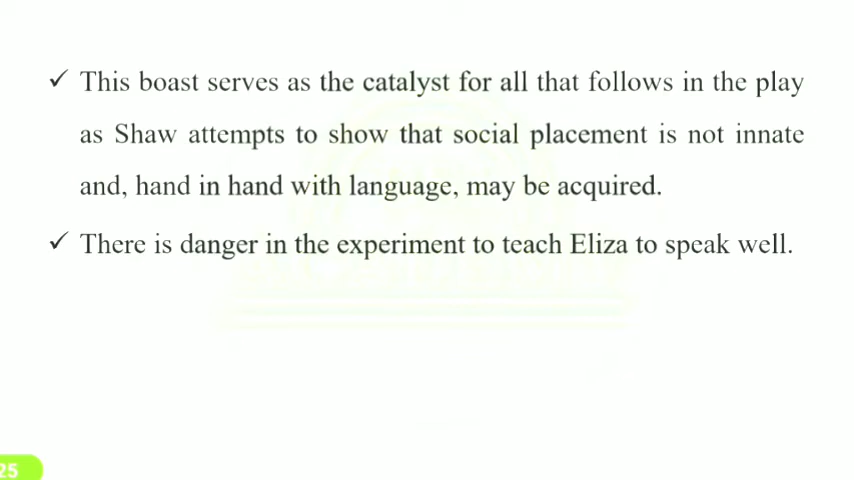 ✓ This boast serves as the catalyst for all that follows in the play
as Shaw attempts to show that social placement is not innate
and, hand in hand with language, may be acquired.
✓ There is danger in the experiment to teach Eliza to speak well.
25